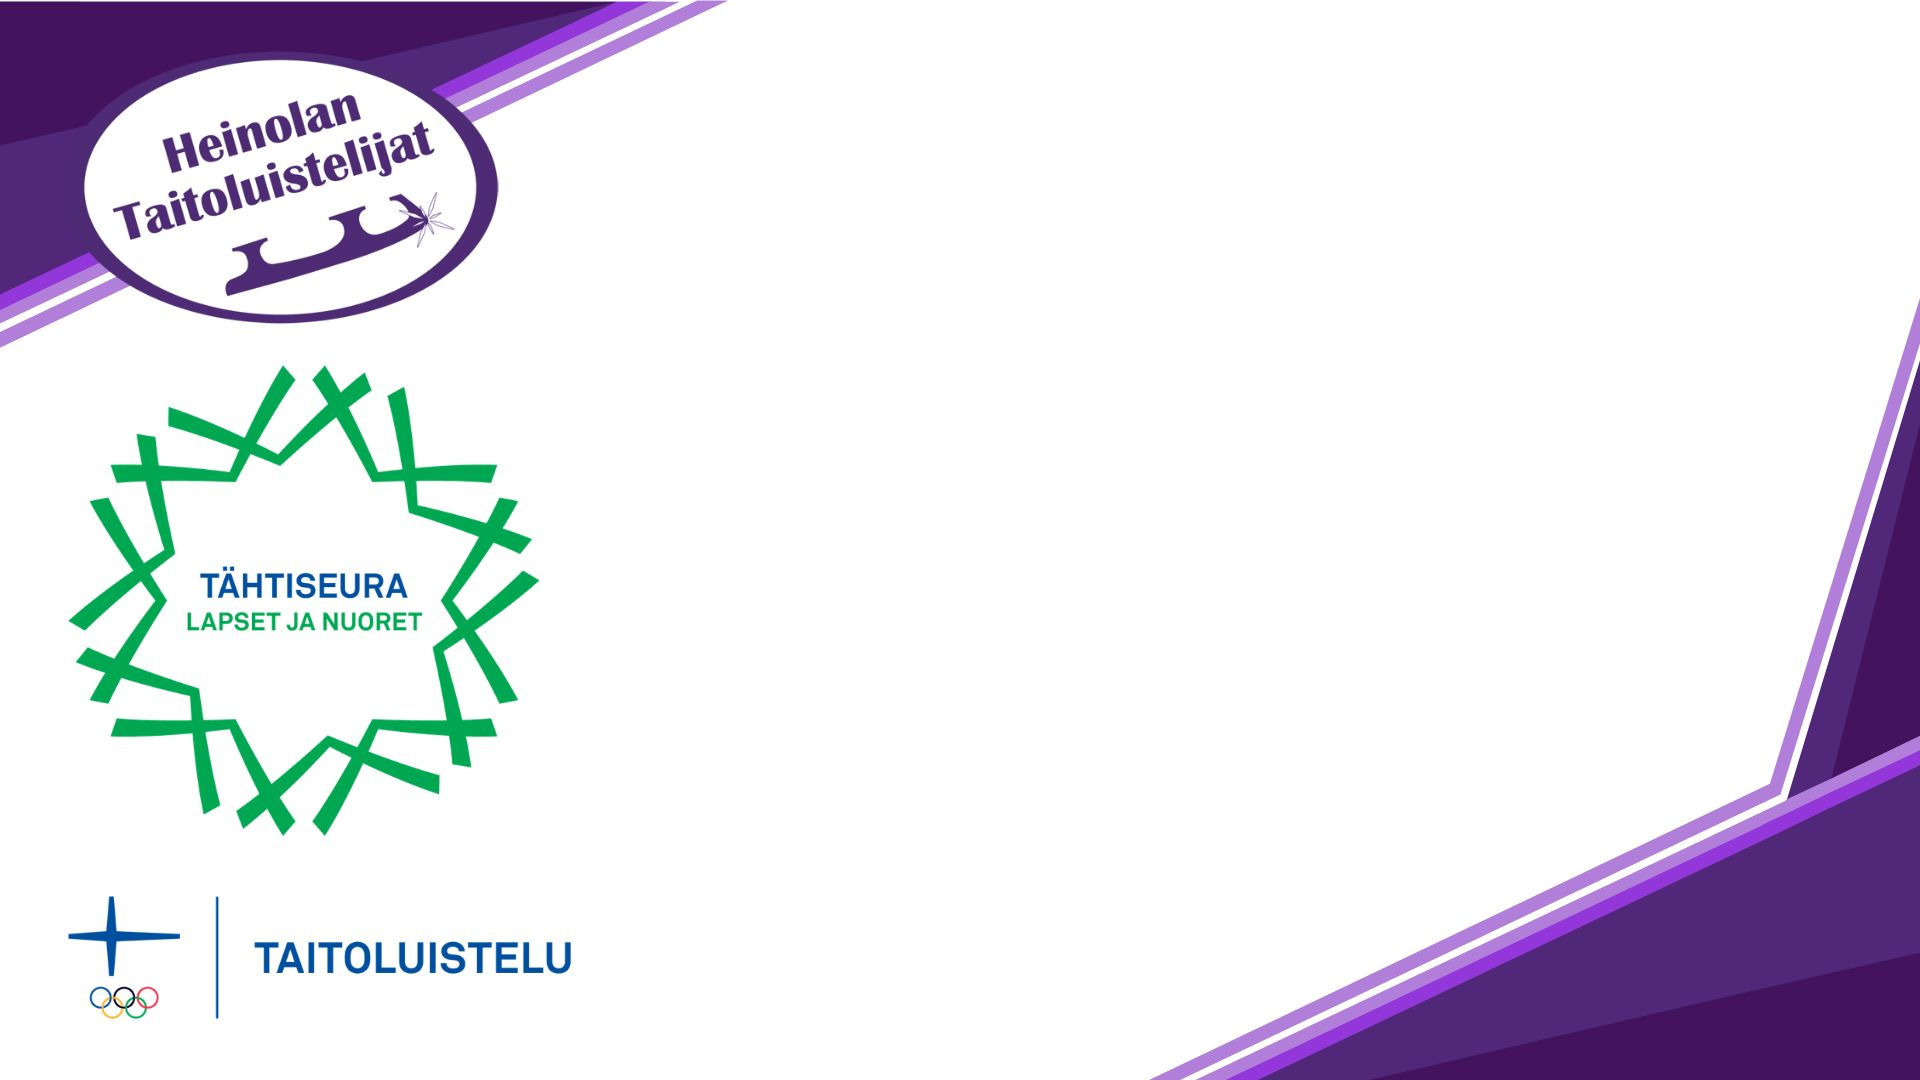 Heinolan
Taitoluistelijat
TÄHTISEURA
LAPSET JA NUORET
TAITOLUISTELU